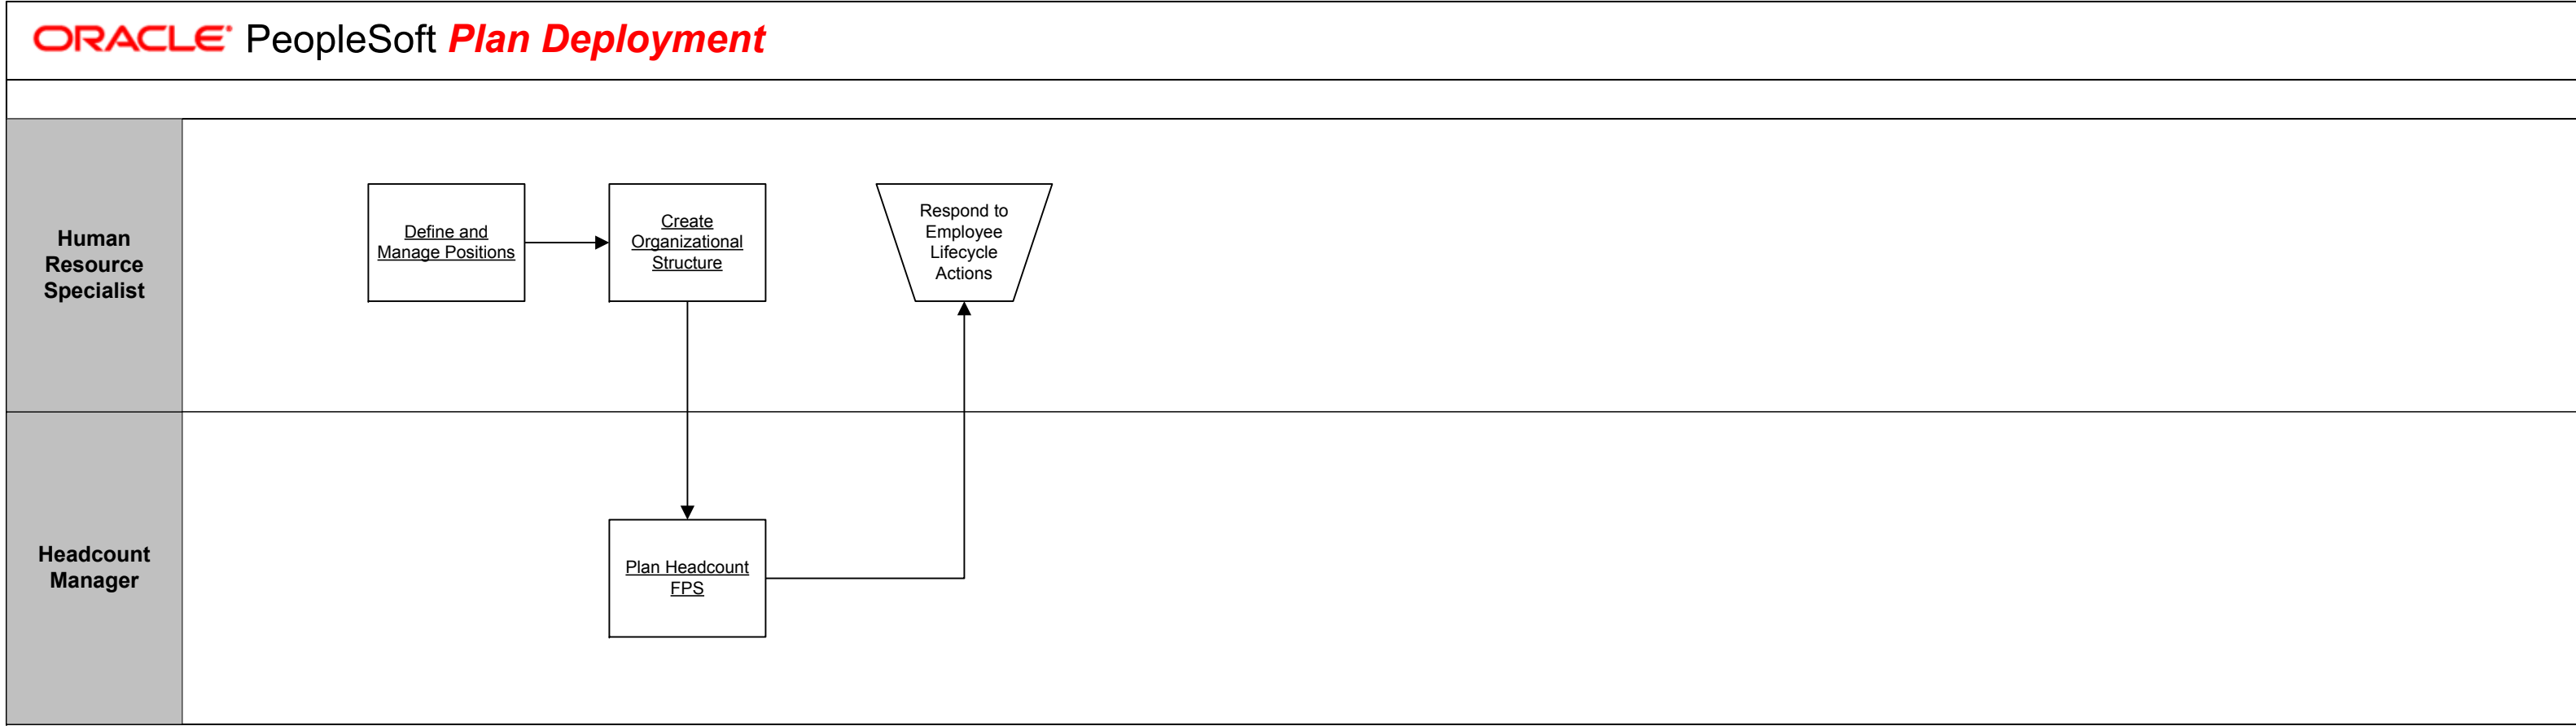 ORACLE® PeopleSoft Plan Deployment
Human
Resource
Specialist
Define and
Manage Positions
Create
Organizational
Structure
Respond to
Employee
Lifecycle
Actions
Headcount
Manager
Plan Headcount
FPS